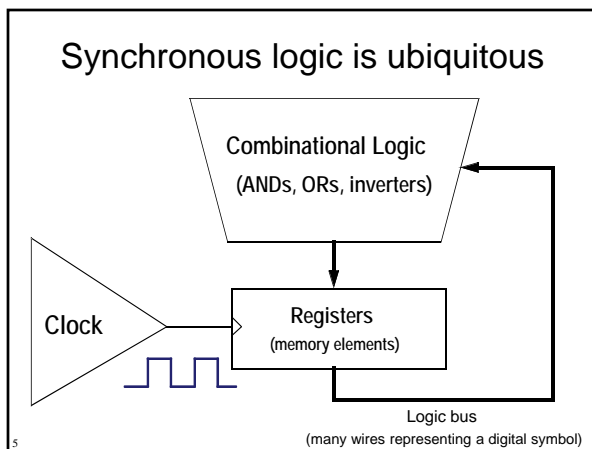 Synchronous logic is ubiquitous
Combinational Logic
(ANDs, ORs, inverters)
Clock
Registers
(memory elements)
Logic bus
(many wires representing a digital symbol)
5